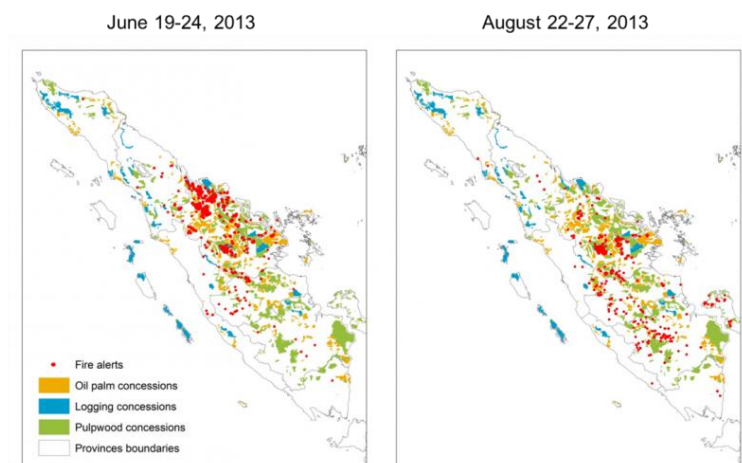 June 19-24, 2013
August 22-27, 2013
Fire alerts
Oil palm concessions
Logging concessions
Pulpwood concessions
Provinces boundaries